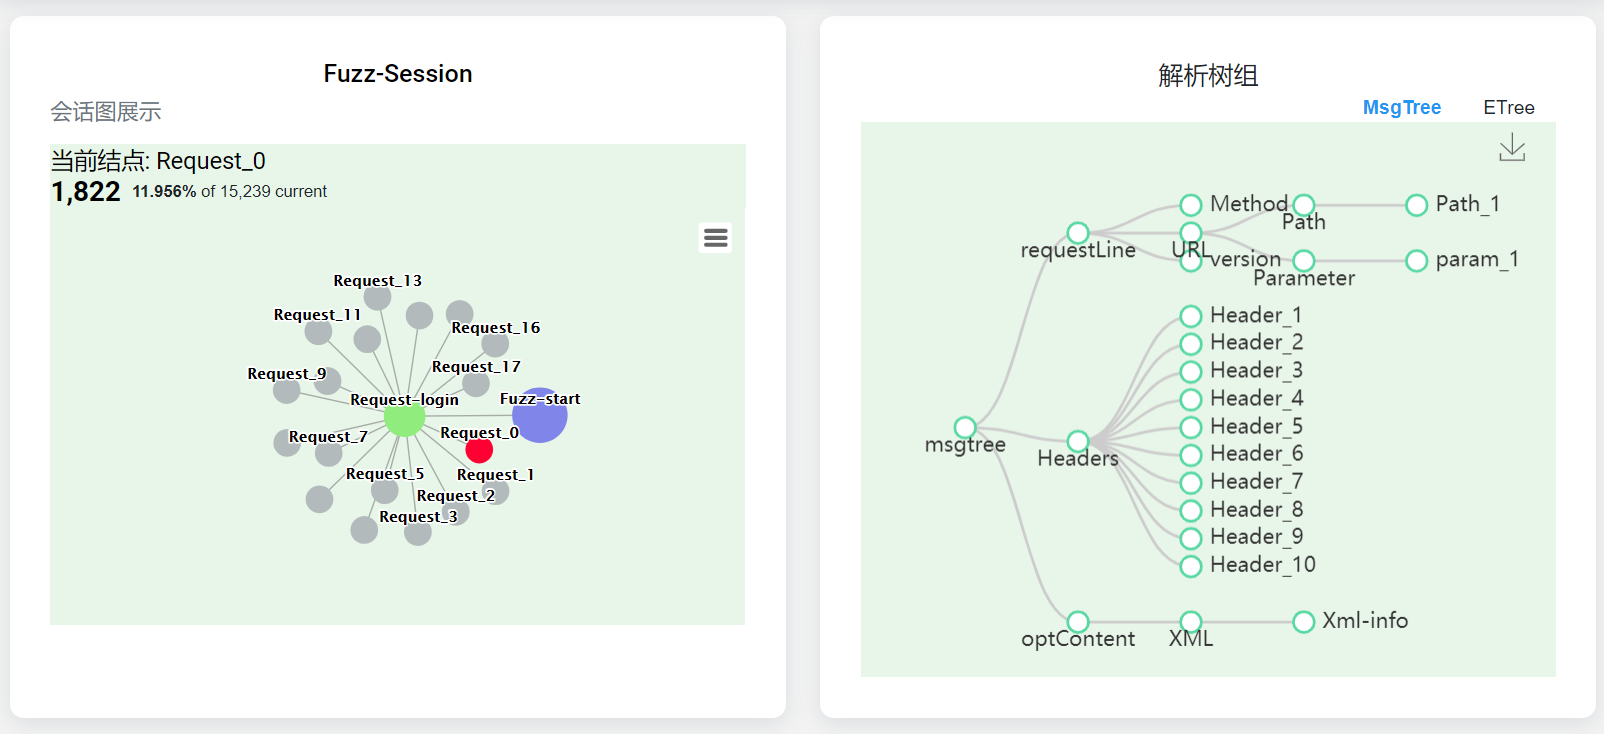 Fuzz-Session
会话图展示
当前结点: Request_0
1,822 11.956% of 15,239 current
Request_13
Request_11
Request_16
Request_17
Request_9
Request-login
Fuzz-start
Request_7
Request_0
Request_5
Request_1
Request_2
Request_3
解析树组
MsgTree
ETree
Method
Path
Path_1
requestLine
URL
version
Parameter
param_1
Header_1
Header_2
Header_3
Header_4
Header_5
msgtree
Headers
Header_6
Header_7
Header_8
Header_9
Header_10
optContent
XML
Xml-info